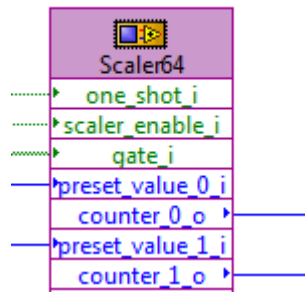 Scaler64
one_shot_i
scaler_enable_i
gate_i
preset_value_0_i
counter_0_o
preset_value_1_i
counter_1_o